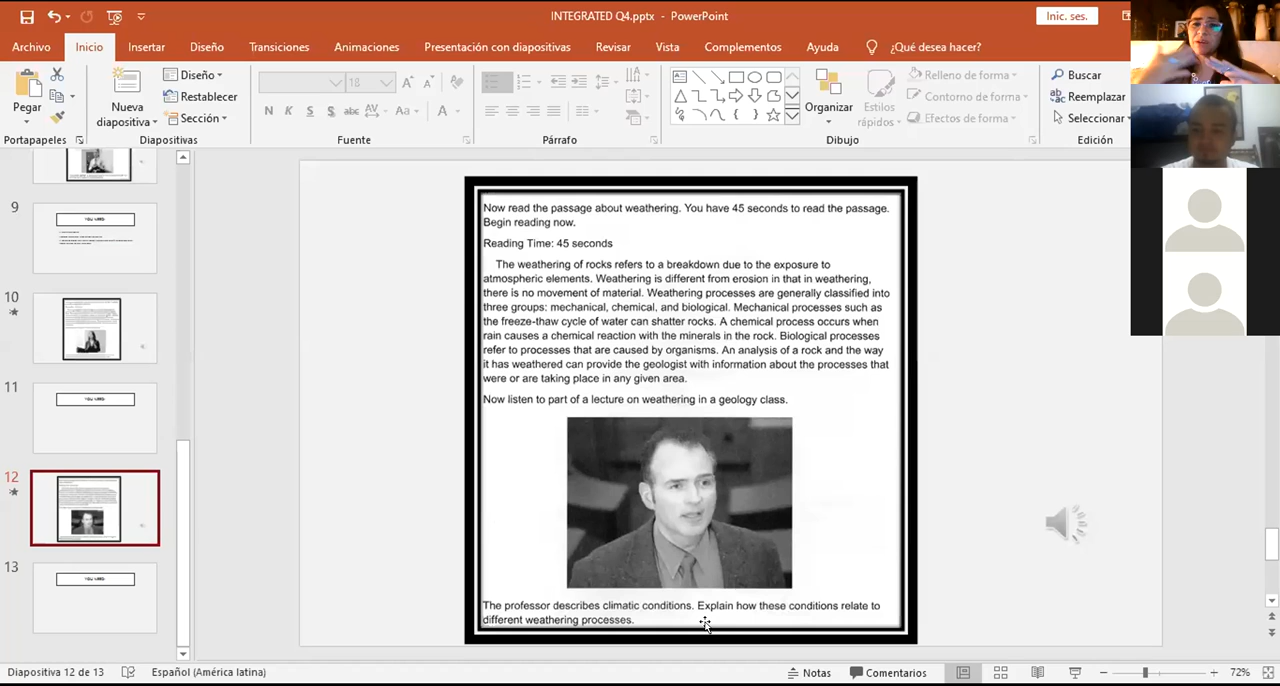 INTEGRATED Q4.pptx - PowerPoint
Inic. ses.
Archivo Inicio Insertar Diseño Transiciones Animaciones Presentación con diapositivas Revisar Vista Complementos Ayuda ¿Qué desea hacer?
Pegar
Portapapeles
Nueva
diapositiva
Diseño
Restablecer
Sección
Diapositivas
18
N K S S abc AV Aa A
Fuente
Párrafo
Organizar
Estilos
rápidos
Relleno de forma
Contorno de forma
Efectos de forma
Dibujo
Buscar
Reemplazar
Seleccionar
Edición
9
10
11
12
13
Now read the passage about weathering. You have 45 seconds to read the passage.
Begin reading now.
Reading Time: 45 seconds
The weathering of rocks refers to a breakdown due to the exposure to
atmospheric elements. Weathering is different from erosion in that in weathering,
there is no movement of material. Weathering processes are generally classified into
three groups: mechanical, chemical, and biological. Mechanical processes such as
the freeze-thaw cycle of water can shatter rocks. A chemical process occurs when
rain causes a chemical reaction with the minerals in the rock. Biological processes
refer to processes that are caused by organisms. An analysis of a rock and the way
it has weathered can provide the geologist with information about the processes that
were or are taking place in any given area.
Now listen to part of a lecture on weathering in a geology class.
The professor describes climatic conditions. Explain how these conditions relate to
different weathering processes.
Diapositiva 12 de 13 Español (América latina) Notas Comentarios 72%